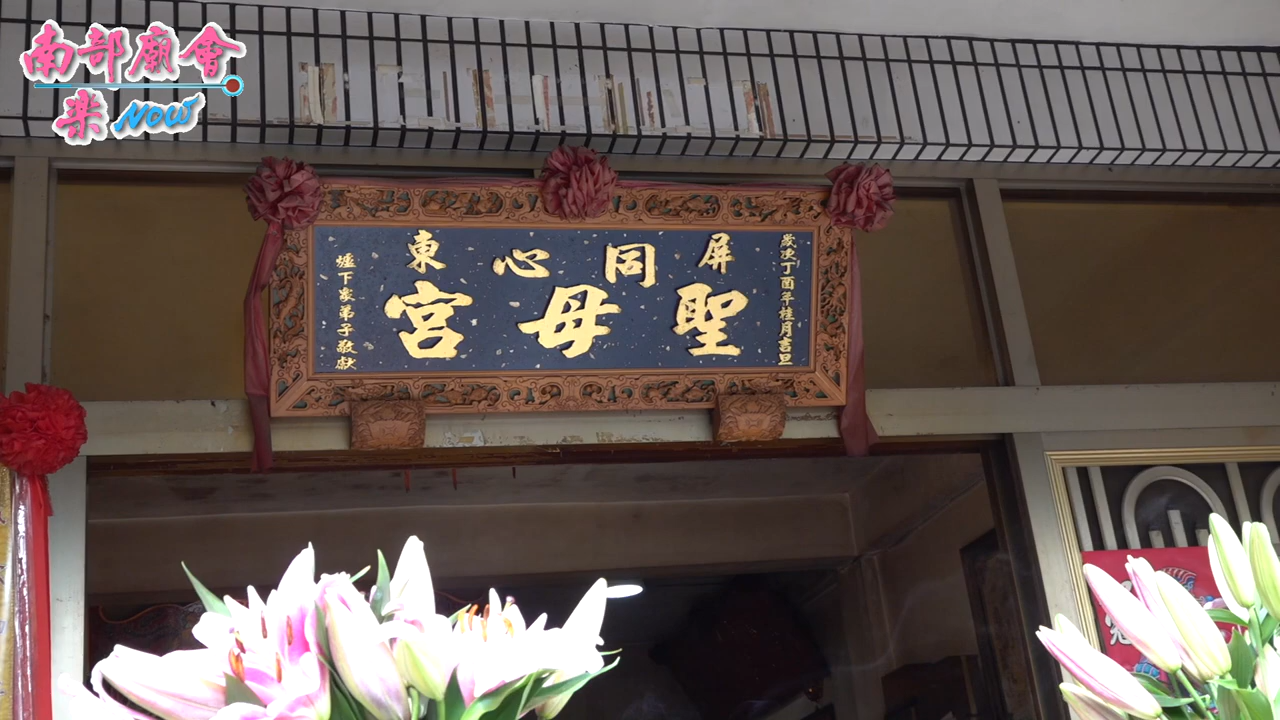 南部廟會
樂 Now
歲次丁酉年桂月吉旦
屏同心東
聖母宮
爐下眾弟子敬獻